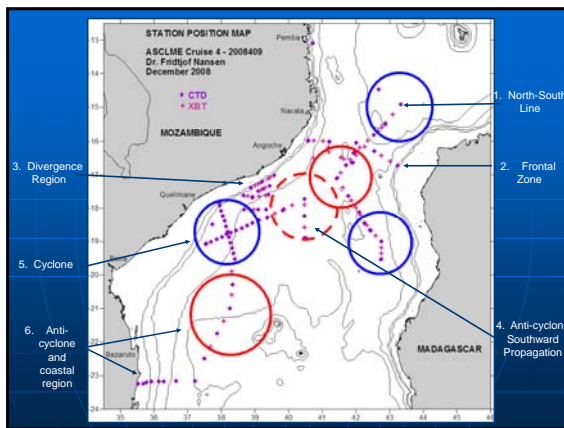 STATION POSITION MAP
ASCLME Cruise 4 - 2008409
Dr. Fridtjof Nansen
December 2008
CTD
XBT
Pemba
Nacala
MOZAMBIQUE
Angoche
Quelimane
Bazaruto
MADAGASCAR
1. North-South
Line
2. Frontal
Zone
3. Divergence
Region
4. Anti-cyclon
Southward
Propagation
5. Cyclone
6. Anti-
cyclone
and
coastal
region
-13
-14
-15
-16
-17
-18
-19
-20
-21
-22
-23
-24
35 36 37 38 39 40 41 42 43 44 45 46